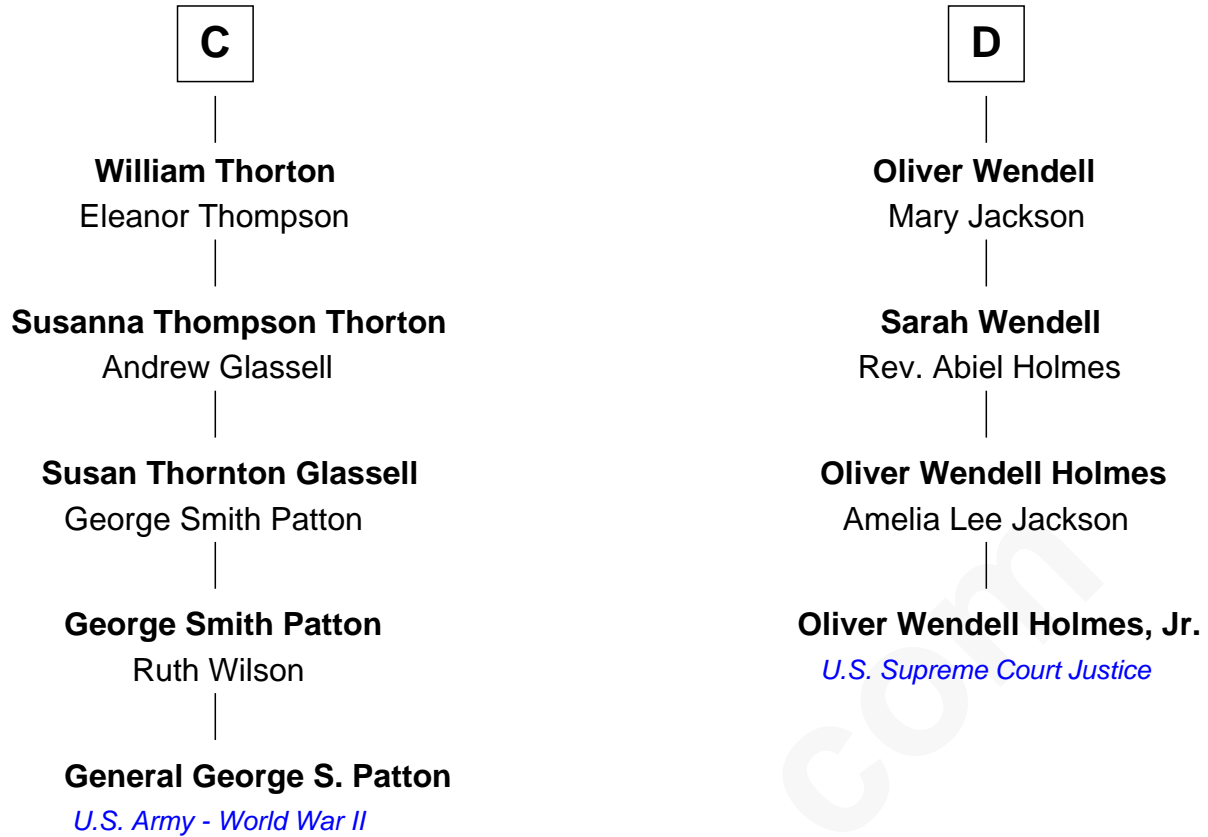 C
William Thorton
Eleanor Thompson
Susanna Thompson Thorton
Andrew Glassell
Susan Thornton Glassell
George Smith Patton
George Smith Patton
Ruth Wilson
General George S. Patton
U.S. Army - World War II
D
Oliver Wendell
Mary Jackson
Sarah Wendell
Rev. Abiel Holmes
Oliver Wendell Holmes
Amelia Lee Jackson
Oliver Wendell Holmes, Jr.
U.S. Supreme Court Justice
com